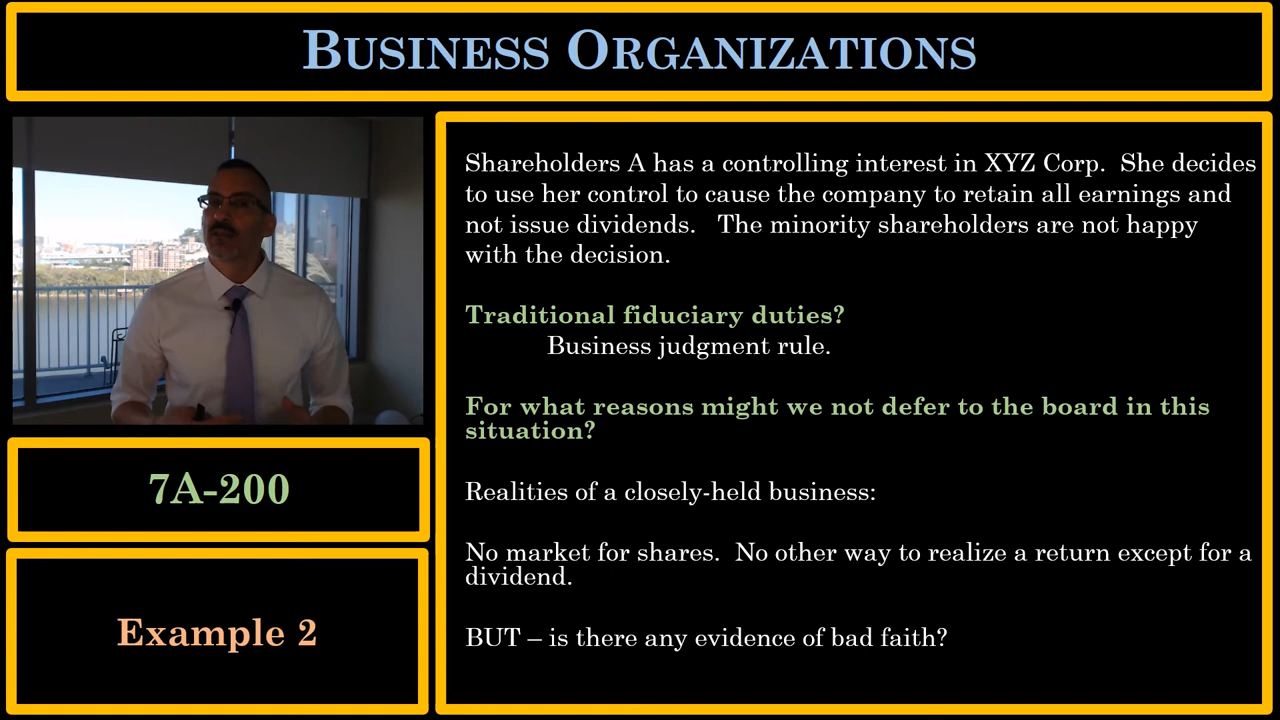 BUSINESS ORGANIZATIONS
Shareholders A has a controlling interest in XYZ Corp.  She decides
to use her control to cause the company to retain all earnings and
not issue dividends.   The minority shareholders are not happy
with the decision.
Traditional fiduciary duties?
Business judgment rule.
For what reasons might we not defer to the board in this
situation?
Realities of a closely-held business:
No market for shares.  No other way to realize a return except for a
dividend.
BUT – is there any evidence of bad faith?
7A-200
Example 2